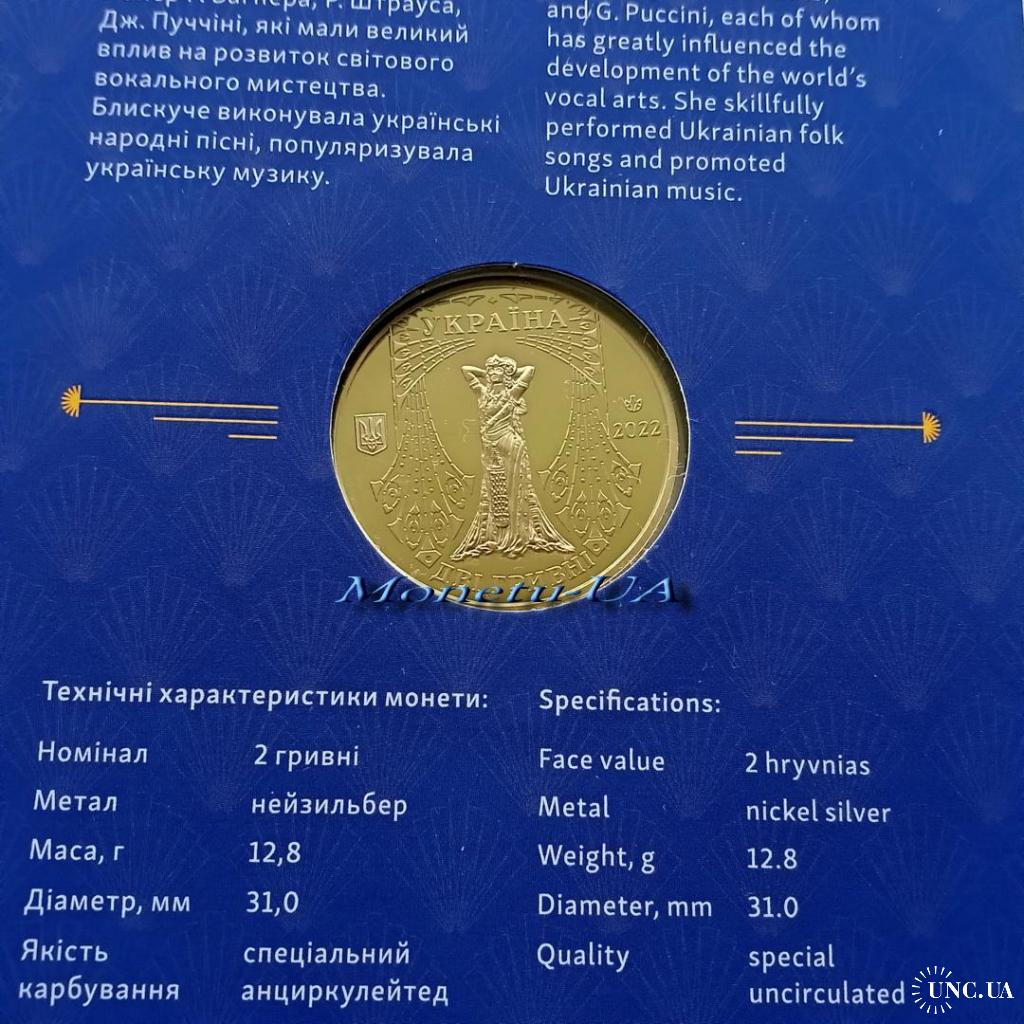 Р. Штрауса,
Дж. Пуччіні, які мали великий
вплив на розвиток світового
вокального мистецтва.
Блискуче виконувала українські
народні пісні, популяризувала
українську музику.
and G. Puccini, each of whom
has greatly influenced the
development of the world's
vocal arts. She skillfully
performed Ukrainian folk
songs and promoted
Ukrainian music.
УКРАЇНА
2022
ДВІ ГРИВНІ
Monetu-UA
Технічні характеристики монети:
Номінал 2 гривні
Метал нейзильбер
Маса, г 12,8
Діаметр, мм 31,0
Якість спеціальний
карбування анциркулейтед
Specifications:
Face value 2 hryvnias
Metal nickel silver
Weight, g 12.8
Diameter, mm 31.0
Quality special
uncirculated
UNC.UA